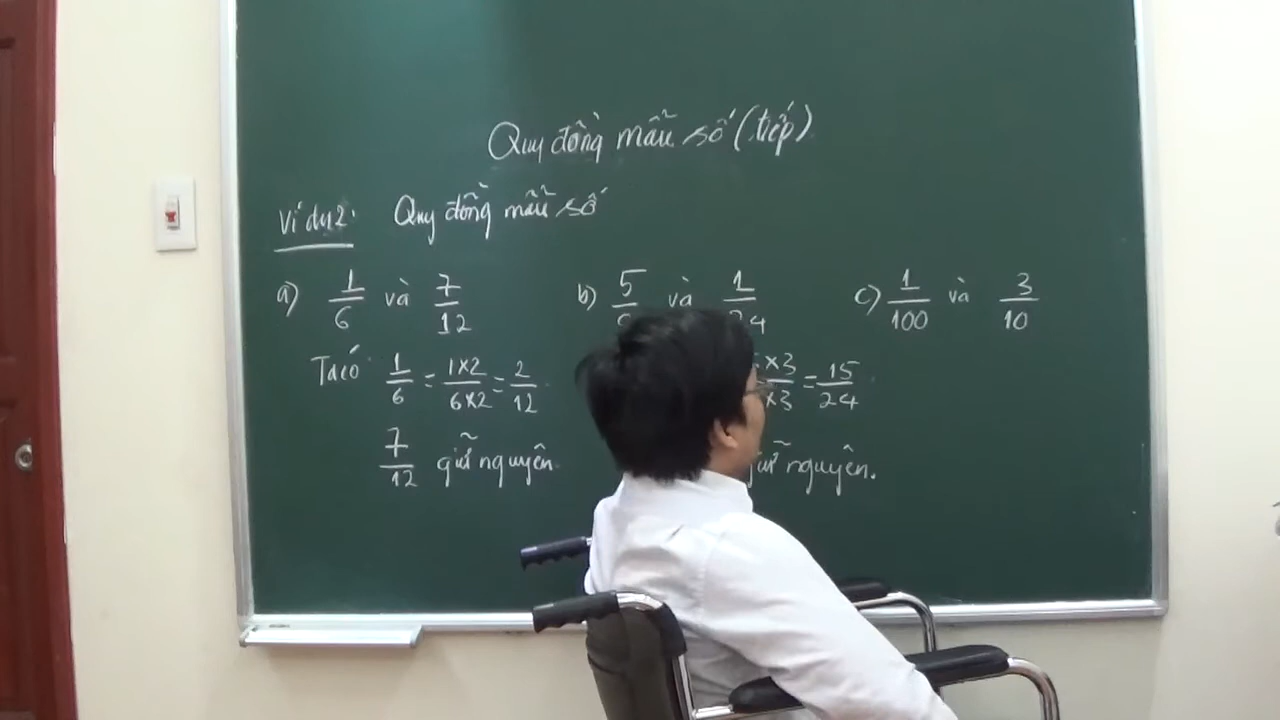 Quy đồng mẫu số (tiếp)
Ví dụ 2: Quy đồng mẫu số
a) 1/6 và 7/12 b) 5/ và 1/ 4 c) 1/100 và 3/10
Ta có 1/6 = 1x2/6x2 = 2/12 x3/x3 = 15/24
7/12 giữ nguyên giữ nguyên.